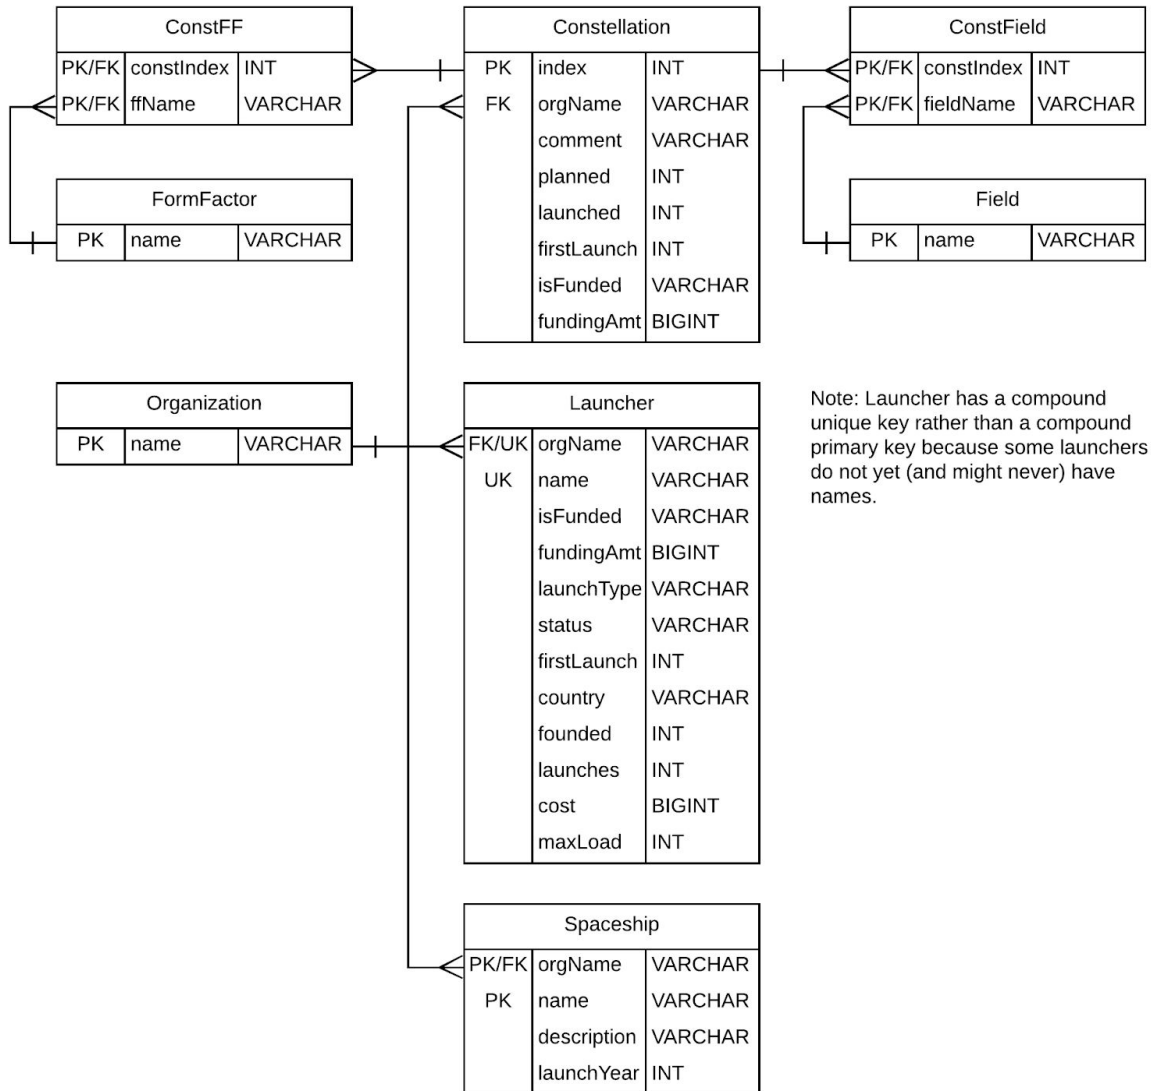 ConstFF
PK/FK constIndex INT
PK/FK ffName VARCHAR
FormFactor
PK name VARCHAR
Constellation
PK index INT
FK orgName VARCHAR
comment VARCHAR
planned INT
launched INT
firstLaunch INT
isFunded VARCHAR
fundingAmt BIGINT
ConstField
PK/FK constIndex INT
PK/FK fieldName VARCHAR
Field
PK name VARCHAR
Organization
PK name VARCHAR
Launcher
FK/UK orgName VARCHAR
UK name VARCHAR
isFunded VARCHAR
fundingAmt BIGINT
launchType VARCHAR
status VARCHAR
firstLaunch INT
country VARCHAR
founded INT
launches INT
cost BIGINT
maxLoad INT
Note: Launcher has a compound
unique key rather than a compound
primary key because some launchers
do not yet (and might never) have
names.
Spaceship
PK/FK orgName VARCHAR
PK name VARCHAR
description VARCHAR
launchYear INT